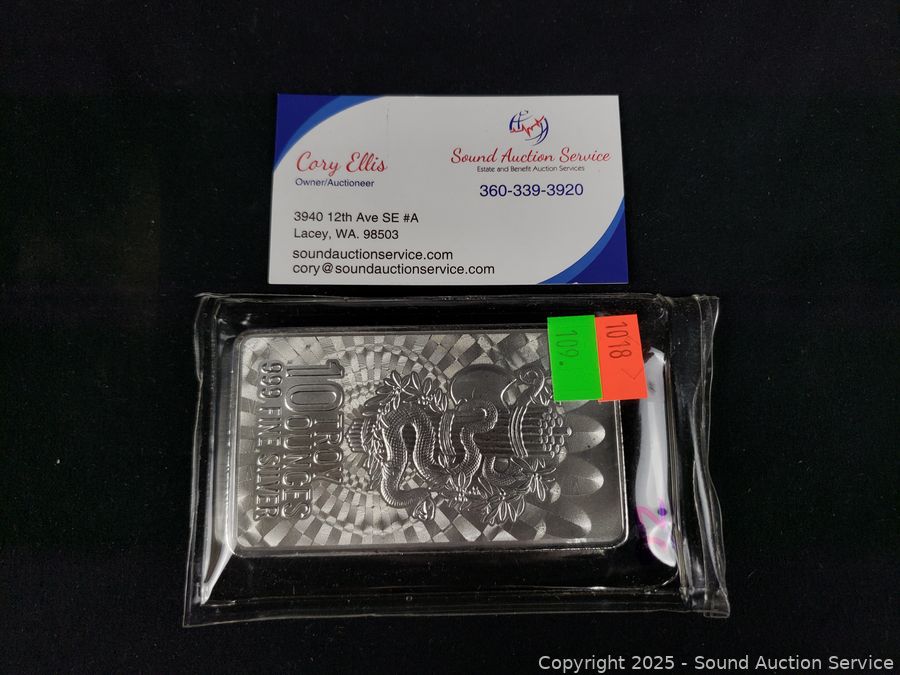 Cory Ellis
Owner/Auctioneer
Sound Auction Service
Estate and Benefit Auction Services
360-339-3920
3940 12th Ave SE #A
Lacey, WA. 98503
soundauctionservice.com
cory@soundauctionservice.com
109.
1018
10 TROY
OUNCES
999 FINE SILVER
Copyright 2025 - Sound Auction Service